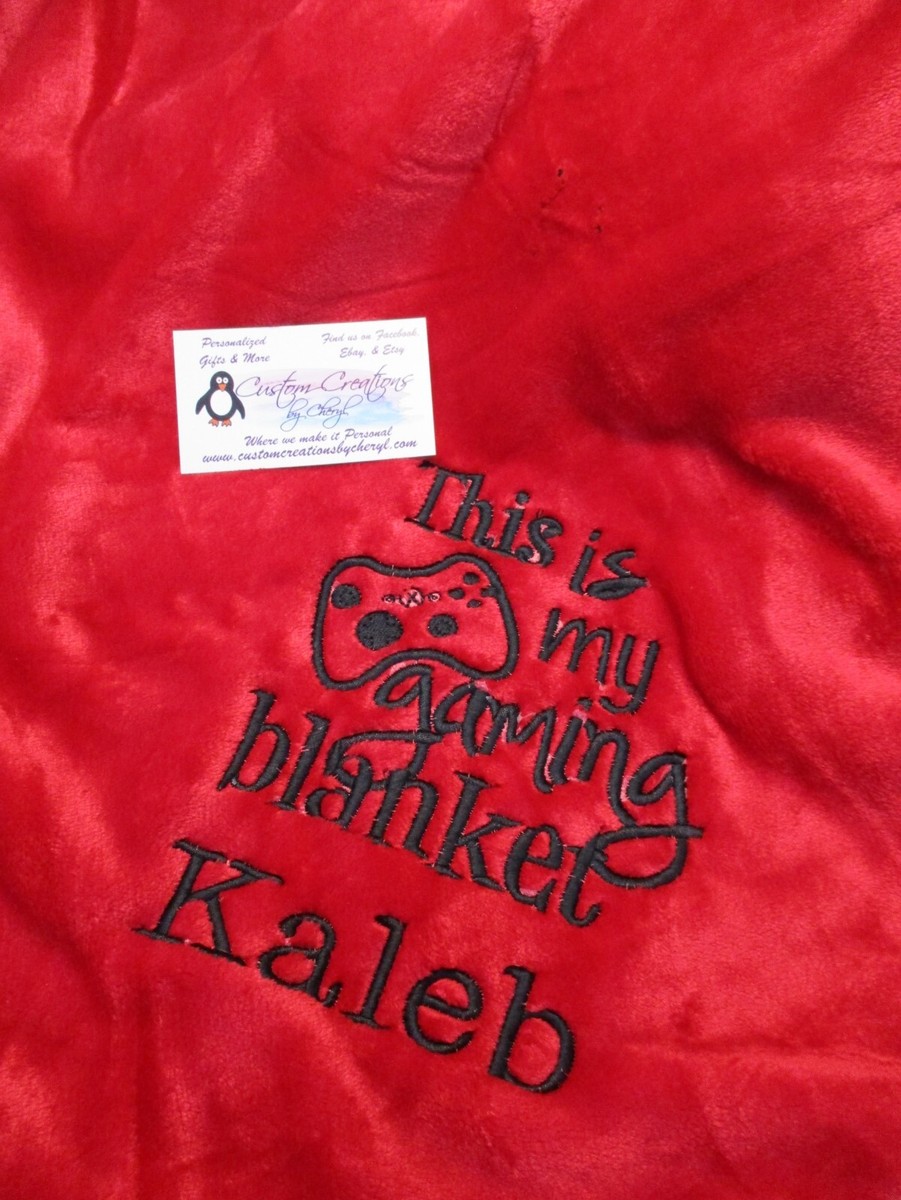 Personalized
Gifts & More
Find us on Facebook,
Ebay, & Etsy
Custom Creations
by Cheryl
Where we make it Personal
www.customcreationsbycheryl.com
This is
my
gaming
blanket
Kaleb